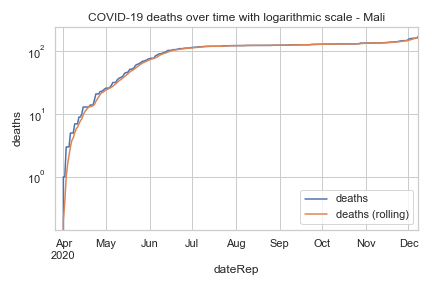 COVID-19 deaths over time with logarithmic scale - Mali
deaths
10²
10¹
10⁰
deaths
deaths (rolling)
Apr May Jun Jul Aug Sep Oct Nov Dec
2020
dateRep